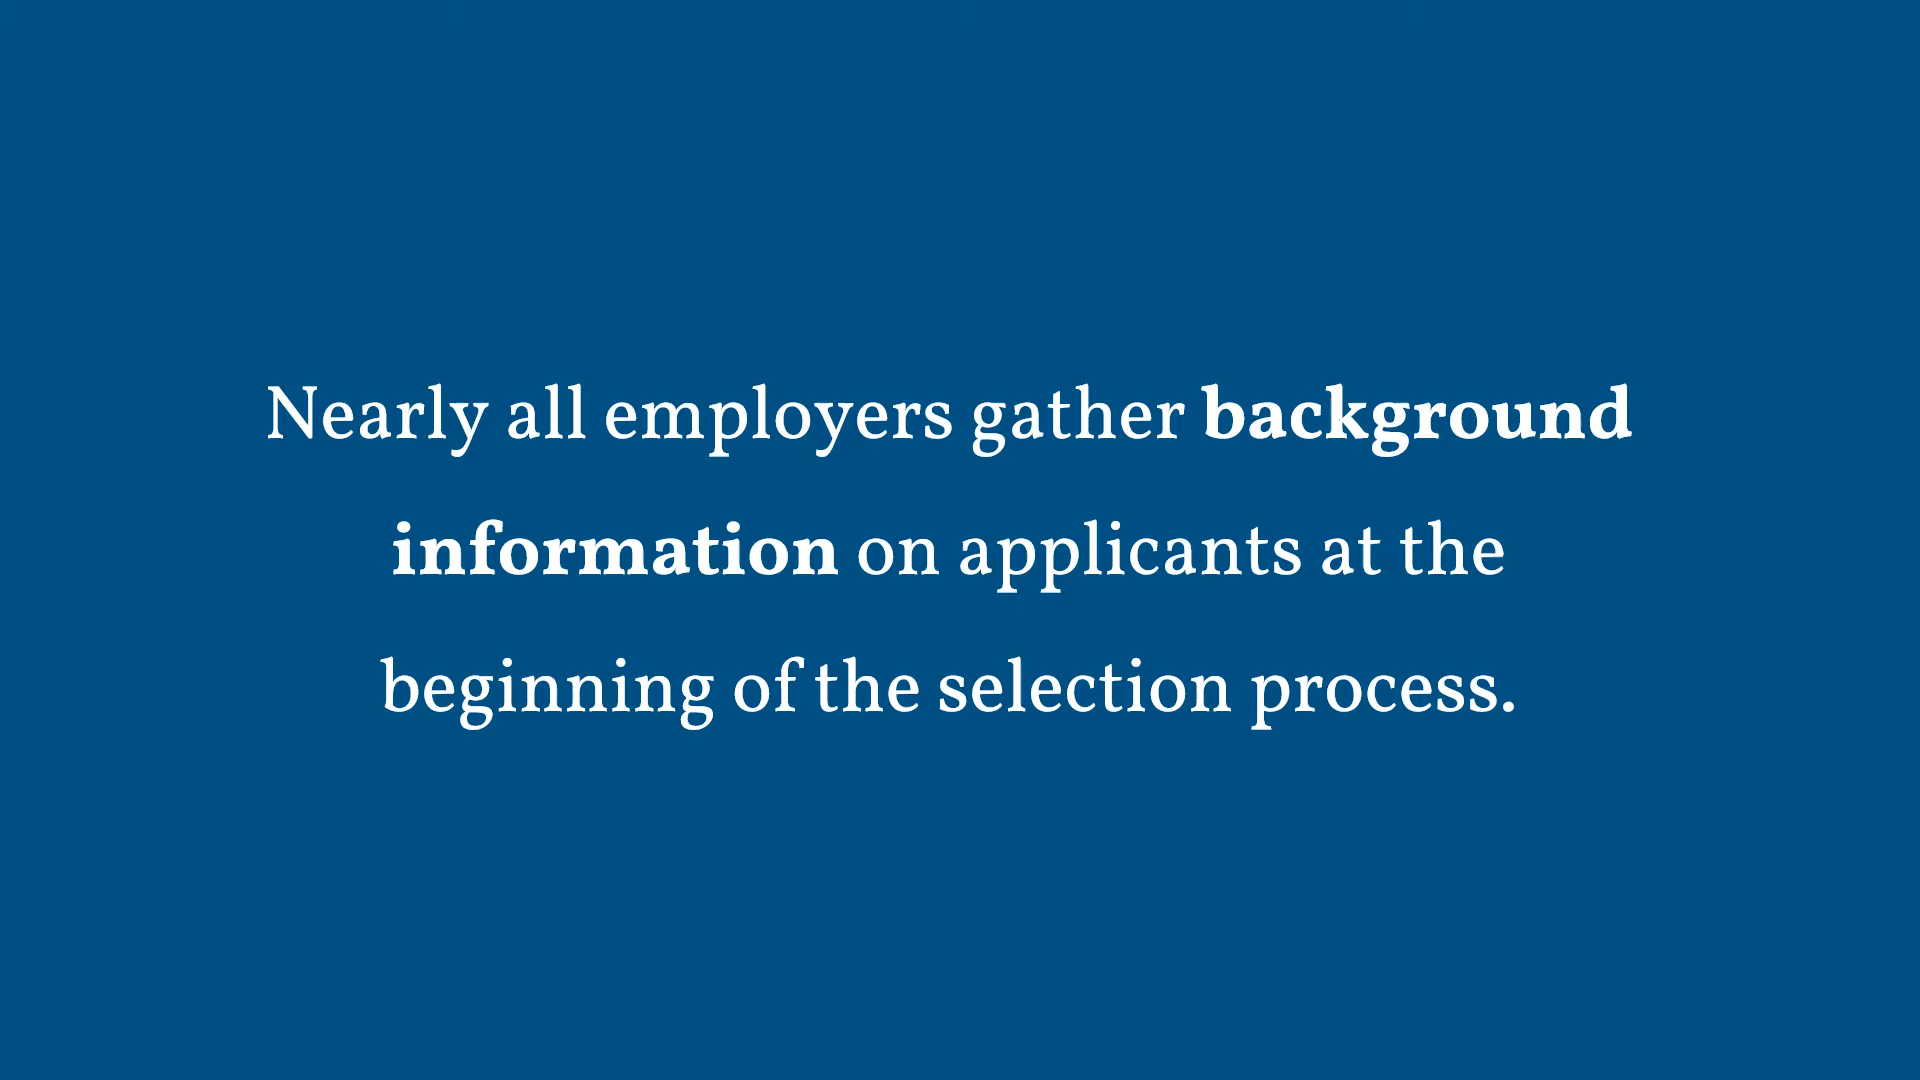 Nearly all employers gather background
information on applicants at the
beginning of the selection process.